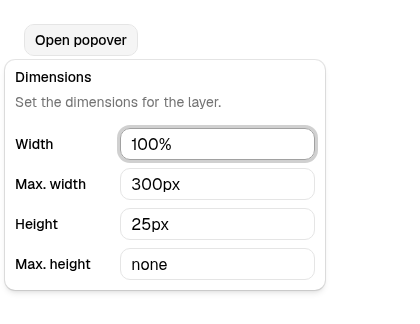 Open popover
Dimensions
Set the dimensions for the layer.
Width 100%
Max. width 300px
Height 25px
Max. height none